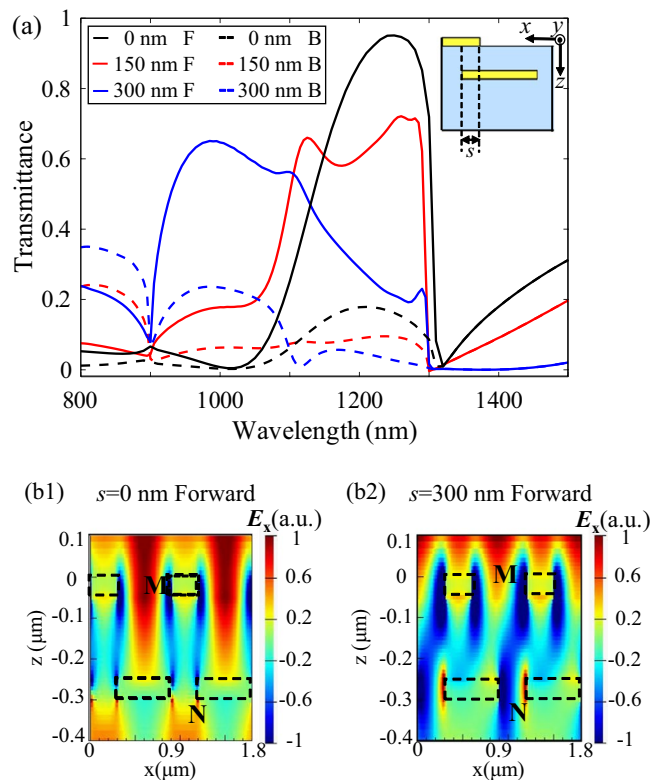 (a)
1
0.8
0.6
0.4
0.2
0
Transmittance
0 nm F
0 nm B
150 nm F
150 nm B
300 nm F
300 nm B
x
y
z
s
800
1000
1200
1400
Wavelength (nm)
(b1) s=0 nm Forward
(b2) s=300 nm Forward
Ex(a.u.)
0.1
0
-0.1
-0.2
-0.3
-0.4
z (μm)
M
N
0
0.9
1.8
x(μm)
1
0.6
0.2
-0.2
-0.6
-1
Ex(a.u.)
0.1
0
-0.1
-0.2
-0.3
-0.4
z (μm)
M
N
0
0.9
1.8
x(μm)
1
0.6
0.2
-0.2
-0.6
-1